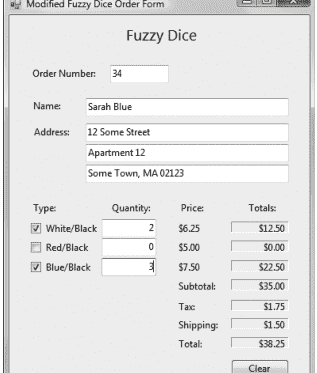 Modified Fuzzy Dice Order Form
Fuzzy Dice
Order Number: 34
Name: Sarah Blue
Address: 12 Some Street
Apartment 12
Some Town, MA 02123
Type: Quantity: Price: Totals:
White/Black 2 $6.25 $12.50
Red/Black 0 $5.00 $0.00
Blue/Black 3 $7.50 $22.50
Subtotal: $35.00
Tax: $1.75
Shipping: $1.50
Total: $38.25
Clear